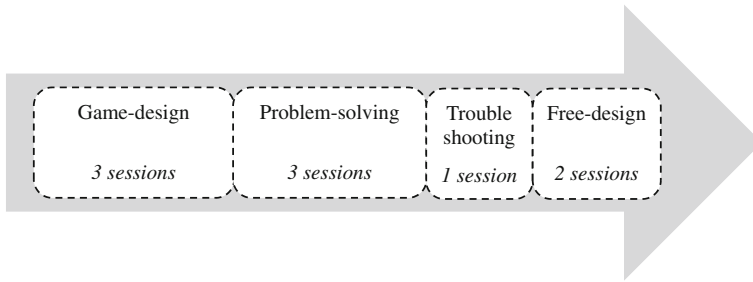 Game-design
3 sessions
Problem-solving
3 sessions
Trouble
shooting
1 session
Free-design
2 sessions